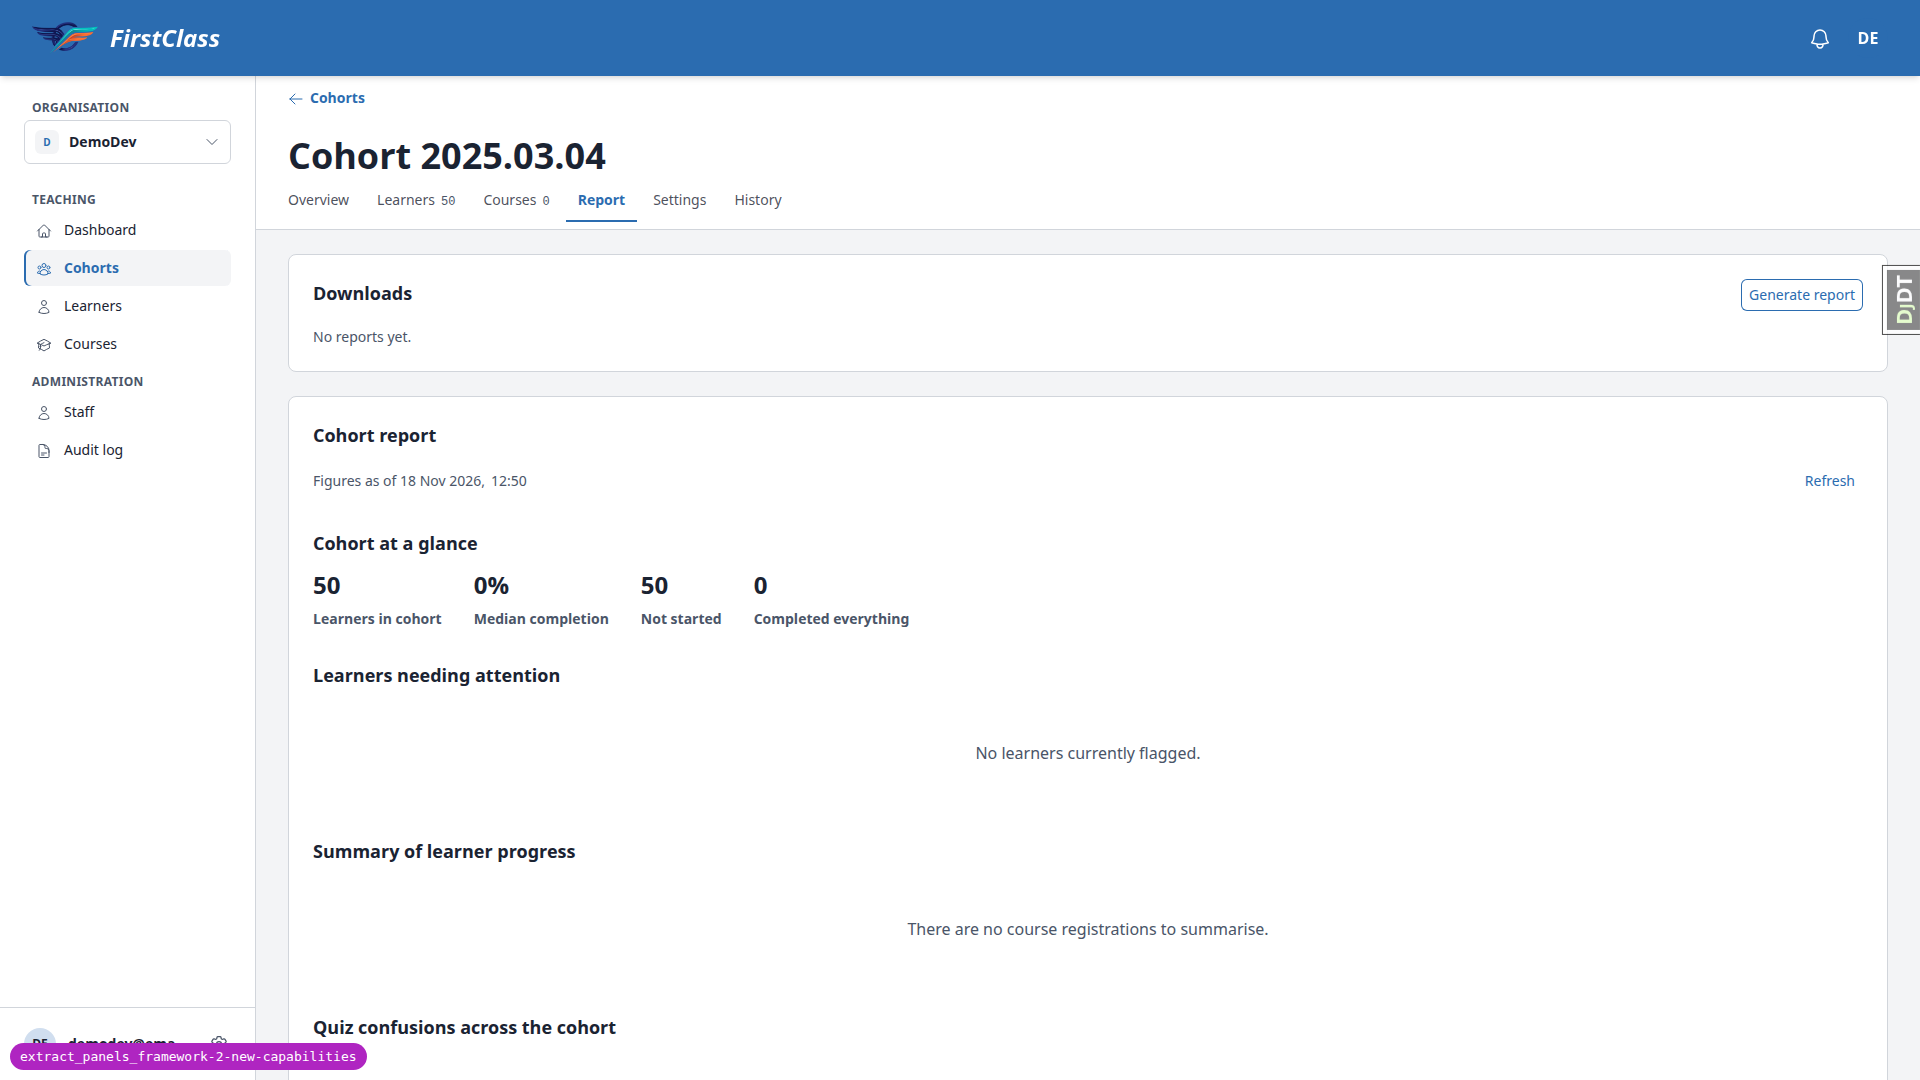 FirstClass
DE
ORGANISATION
D DemoDev
TEACHING
Dashboard
Cohorts
Learners
Courses
ADMINISTRATION
Staff
Audit log
Cohorts
Cohort 2025.03.04
Overview Learners 50 Courses 0 Report Settings History
Downloads
Generate report
No reports yet.
DjDT
Cohort report
Figures as of 18 Nov 2026, 12:50
Refresh
Cohort at a glance
50 0% 50 0
Learners in cohort Median completion Not started Completed everything
Learners needing attention
No learners currently flagged.
Summary of learner progress
There are no course registrations to summarise.
Quiz confusions across the cohort
DE demodev@ema
extract_panels_framework-2-new-capabilities